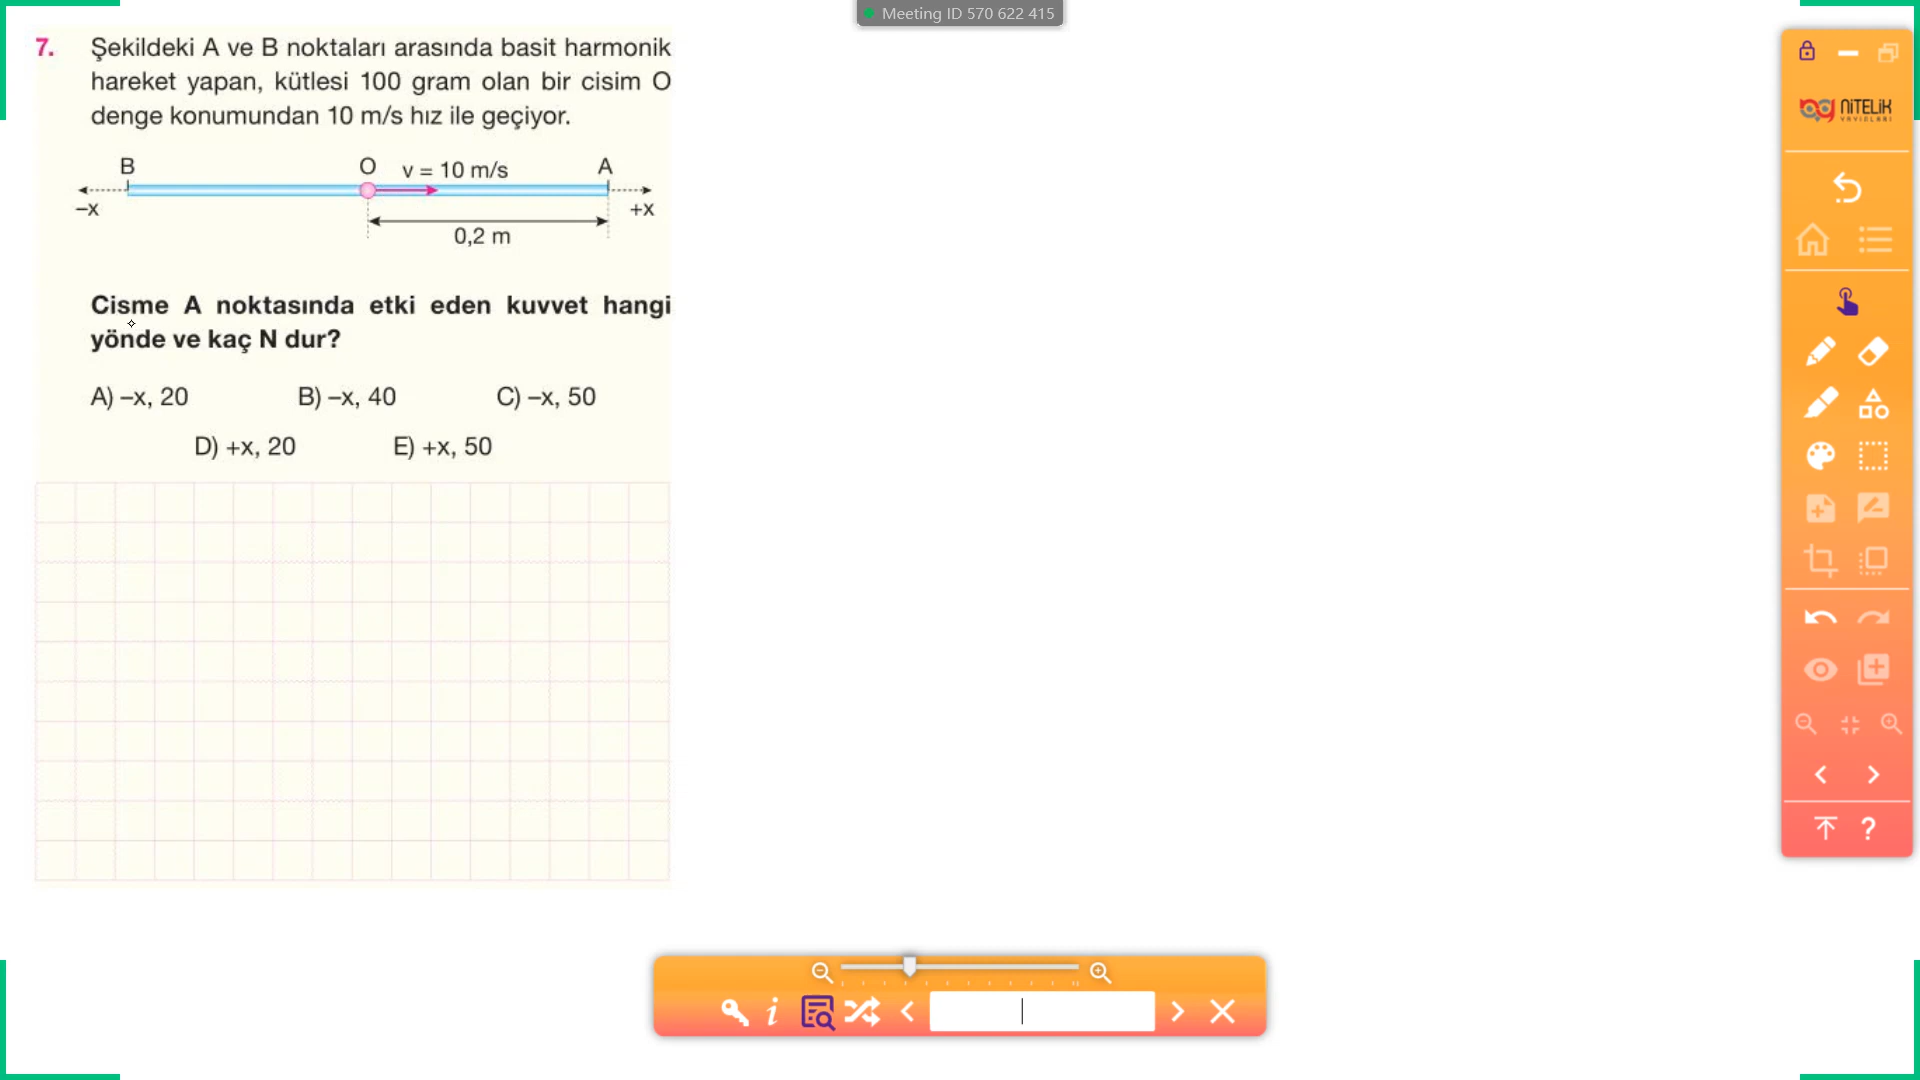 Meeting ID 570 622 415
7. Şekildeki A ve B noktaları arasında basit harmonik
hareket yapan, kütlesi 100 gram olan bir cisim O
denge konumundan 10 m/s hız ile geçiyor.
B O v = 10 m/s A
–x +x
0,2 m
Cisme A noktasında etki eden kuvvet hangi
yönde ve kaç N dur?
A) –x, 20 B) –x, 40 C) –x, 50
D) +x, 20 E) +x, 50
NİTELİK
YAYINLARI
?
i